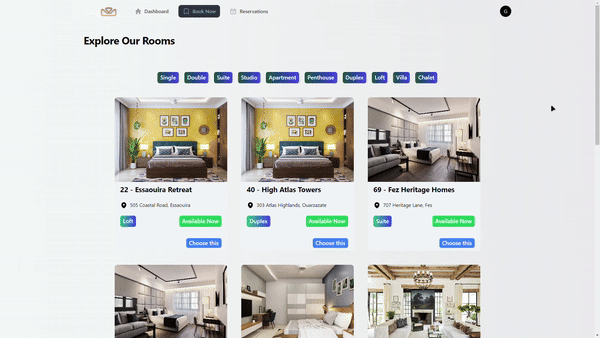 Dashboard Book Now Reservations G
Explore Our Rooms
Single Double Suite Studio Apartment Penthouse Duplex Loft Villa Chalet
22 - Essaouira Retreat
505 Coastal Road, Essaouira
Loft Available Now
Choose this
40 - High Atlas Towers
303 Atlas Highlands, Ouarzazate
Duplex Available Now
Choose this
69 - Fez Heritage Homes
707 Heritage Lane, Fes
Suite Available Now
Choose this